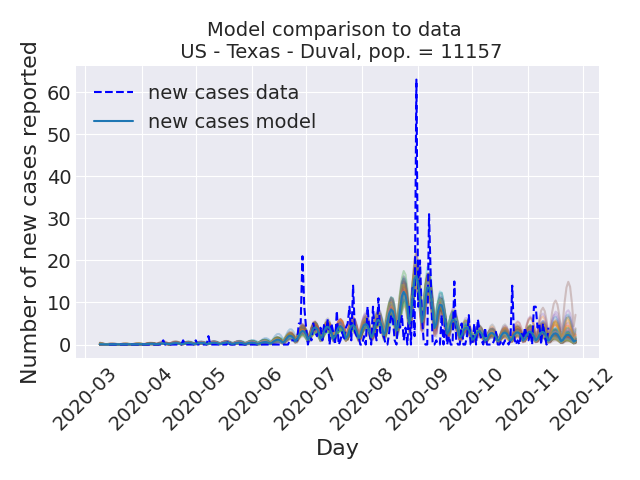 Model comparison to data
US - Texas - Duval, pop. = 11157
Number of new cases reported
60
50
40
30
20
10
0
new cases data
new cases model
2020-03
2020-04
2020-05
2020-06
2020-07
2020-08
2020-09
2020-10
2020-11
2020-12
Day